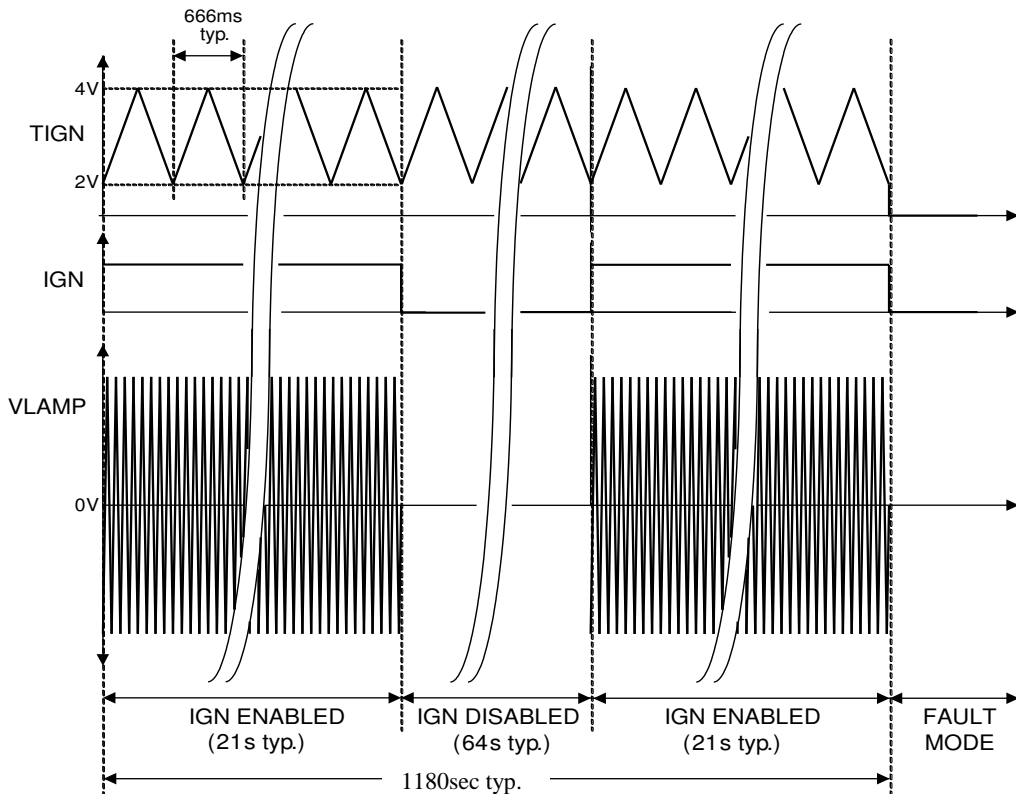 666ms
typ.
4V
TIGN
2V
IGN
VLAMP
0V
IGN ENABLED
(21s typ.)
IGN DISABLED
(64s typ.)
IGN ENABLED
(21s typ.)
FAULT
MODE
1180sec typ.